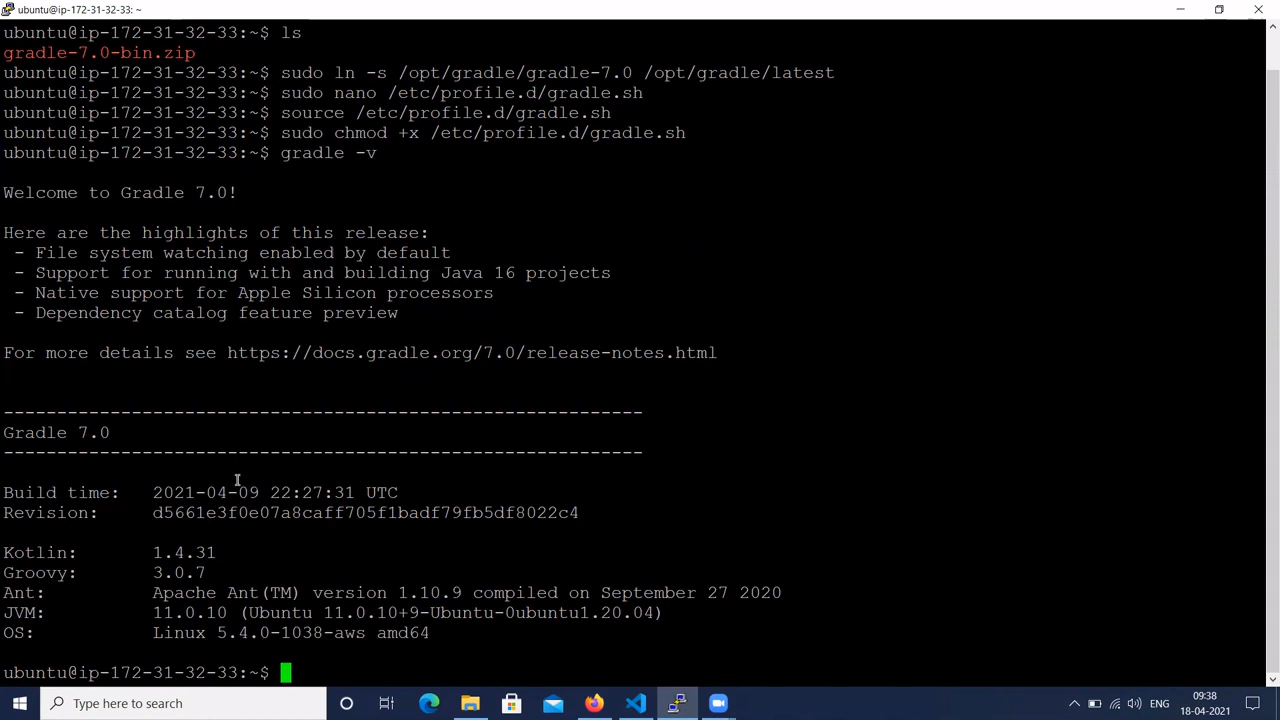 ubuntu@ip-172-31-32-33: ~
ubuntu@ip-172-31-32-33:~$ ls
gradle-7.0-bin.zip
ubuntu@ip-172-31-32-33:~$ sudo ln -s /opt/gradle/gradle-7.0 /opt/gradle/latest
ubuntu@ip-172-31-32-33:~$ sudo nano /etc/profile.d/gradle.sh
ubuntu@ip-172-31-32-33:~$ source /etc/profile.d/gradle.sh
ubuntu@ip-172-31-32-33:~$ sudo chmod +x /etc/profile.d/gradle.sh
ubuntu@ip-172-31-32-33:~$ gradle -v
Welcome to Gradle 7.0!
Here are the highlights of this release:
- File system watching enabled by default
- Support for running with and building Java 16 projects
- Native support for Apple Silicon processors
- Dependency catalog feature preview
For more details see https://docs.gradle.org/7.0/release-notes.html
------------------------------------------------------------
Gradle 7.0
------------------------------------------------------------
Build time:   2021-04-09 22:27:31 UTC
Revision:     d5661e3f0e07a8caff705f1badf79fb5df8022c4
Kotlin:       1.4.31
Groovy:       3.0.7
Ant:          Apache Ant(TM) version 1.10.9 compiled on September 27 2020
JVM:          11.0.10 (Ubuntu 11.0.10+9-Ubuntu-0ubuntu1.20.04)
OS:           Linux 5.4.0-1038-aws amd64
ubuntu@ip-172-31-32-33:~$
Type here to search
ENG
09:38
18-04-2021